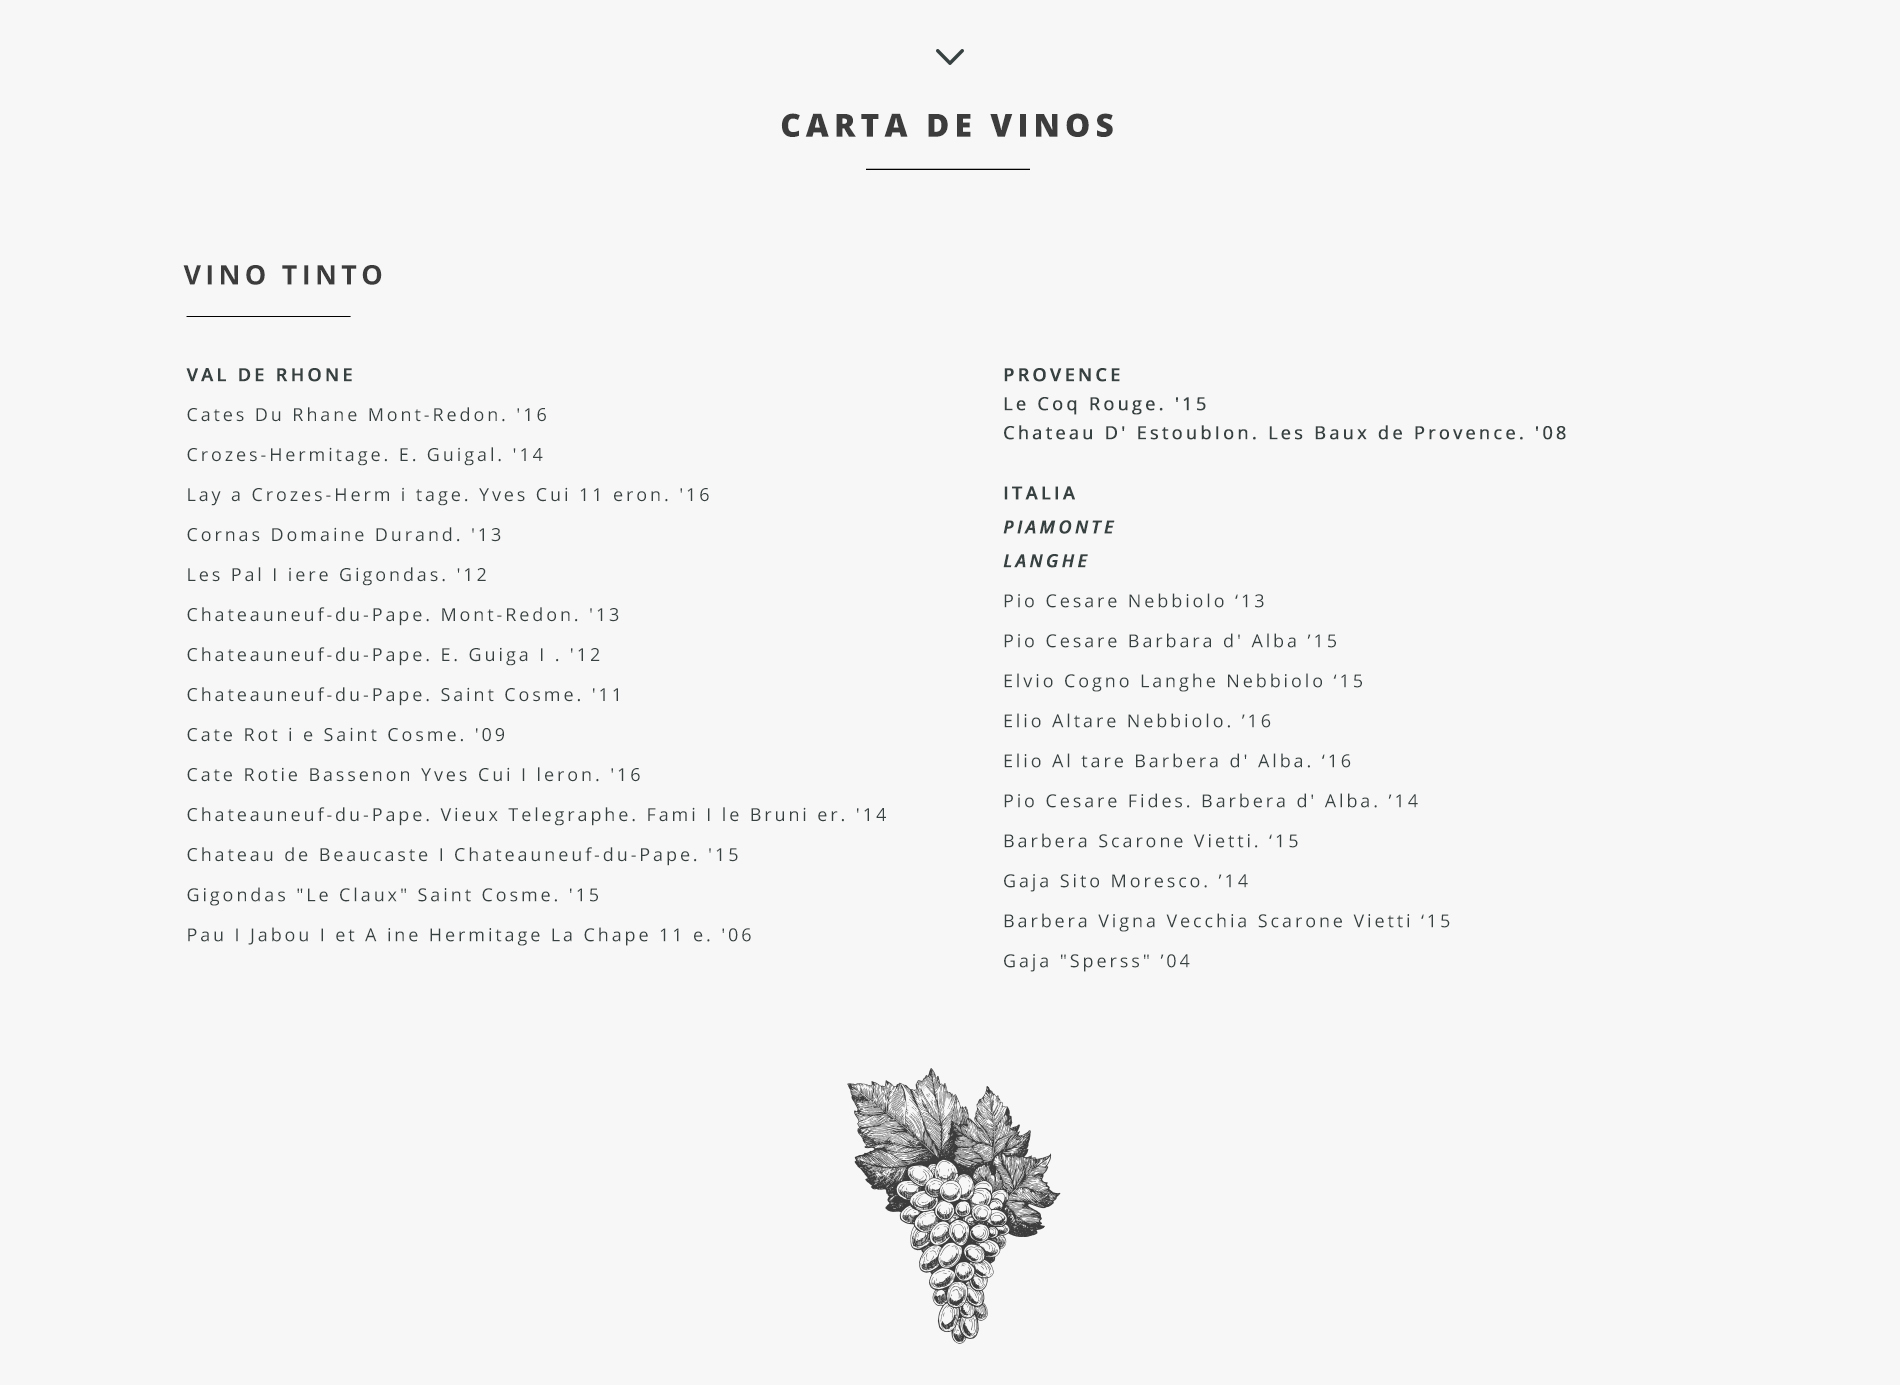 CARTA DE VINOS
VINO TINTO
VAL DE RHONE
Cates Du Rhane Mont-Redon. '16
Crozes-Hermitage. E. Guigal. '14
Lay a Crozes-Herm i tage. Yves Cui 11 eron. '16
Cornas Domaine Durand. '13
Les Pal I iere Gigondas. '12
Chateauneuf-du-Pape. Mont-Redon. '13
Chateauneuf-du-Pape. E. Guiga I . '12
Chateauneuf-du-Pape. Saint Cosme. '11
Cate Rot i e Saint Cosme. '09
Cate Rotie Bassenon Yves Cui I leron. '16
Chateauneuf-du-Pape. Vieux Telegraphe. Fami I le Bruni er. '14
Chateau de Beaucaste I Chateauneuf-du-Pape. '15
Gigondas "Le Claux" Saint Cosme. '15
Pau I Jabou I et A ine Hermitage La Chape 11 e. '06
PROVENCE
Le Coq Rouge. '15
Chateau D' Estoublon. Les Baux de Provence. '08
ITALIA
PIAMONTE
LANGHE
Pio Cesare Nebbiolo ‘13
Pio Cesare Barbara d' Alba ’15
Elvio Cogno Langhe Nebbiolo ‘15
Elio Altare Nebbiolo. ’16
Elio Al tare Barbera d' Alba. ‘16
Pio Cesare Fides. Barbera d' Alba. ’14
Barbera Scarone Vietti. ‘15
Gaja Sito Moresco. ’14
Barbera Vigna Vecchia Scarone Vietti ‘15
Gaja "Sperss" ’04